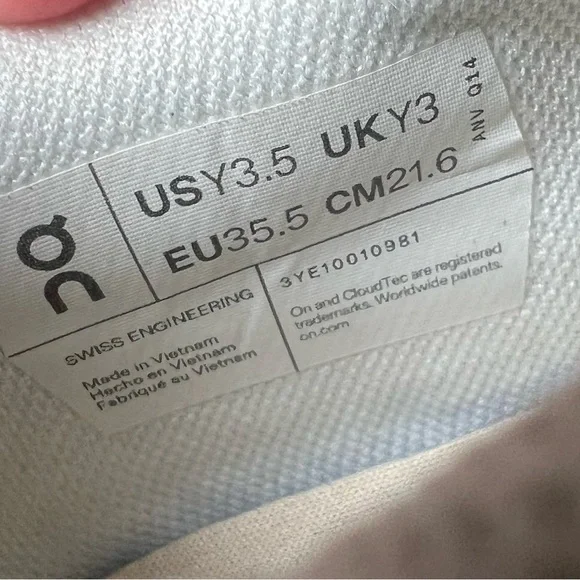 On
USY3.5 UKY3
EU35.5 CM21.6
ANV Q14
SWISS ENGINEERING
Made in Vietnam
Hecho en Vietnam
Fabriqué au Vietnam
3YE10010981
On and CloudTec are registered
trademarks. Worldwide patents.
on.com